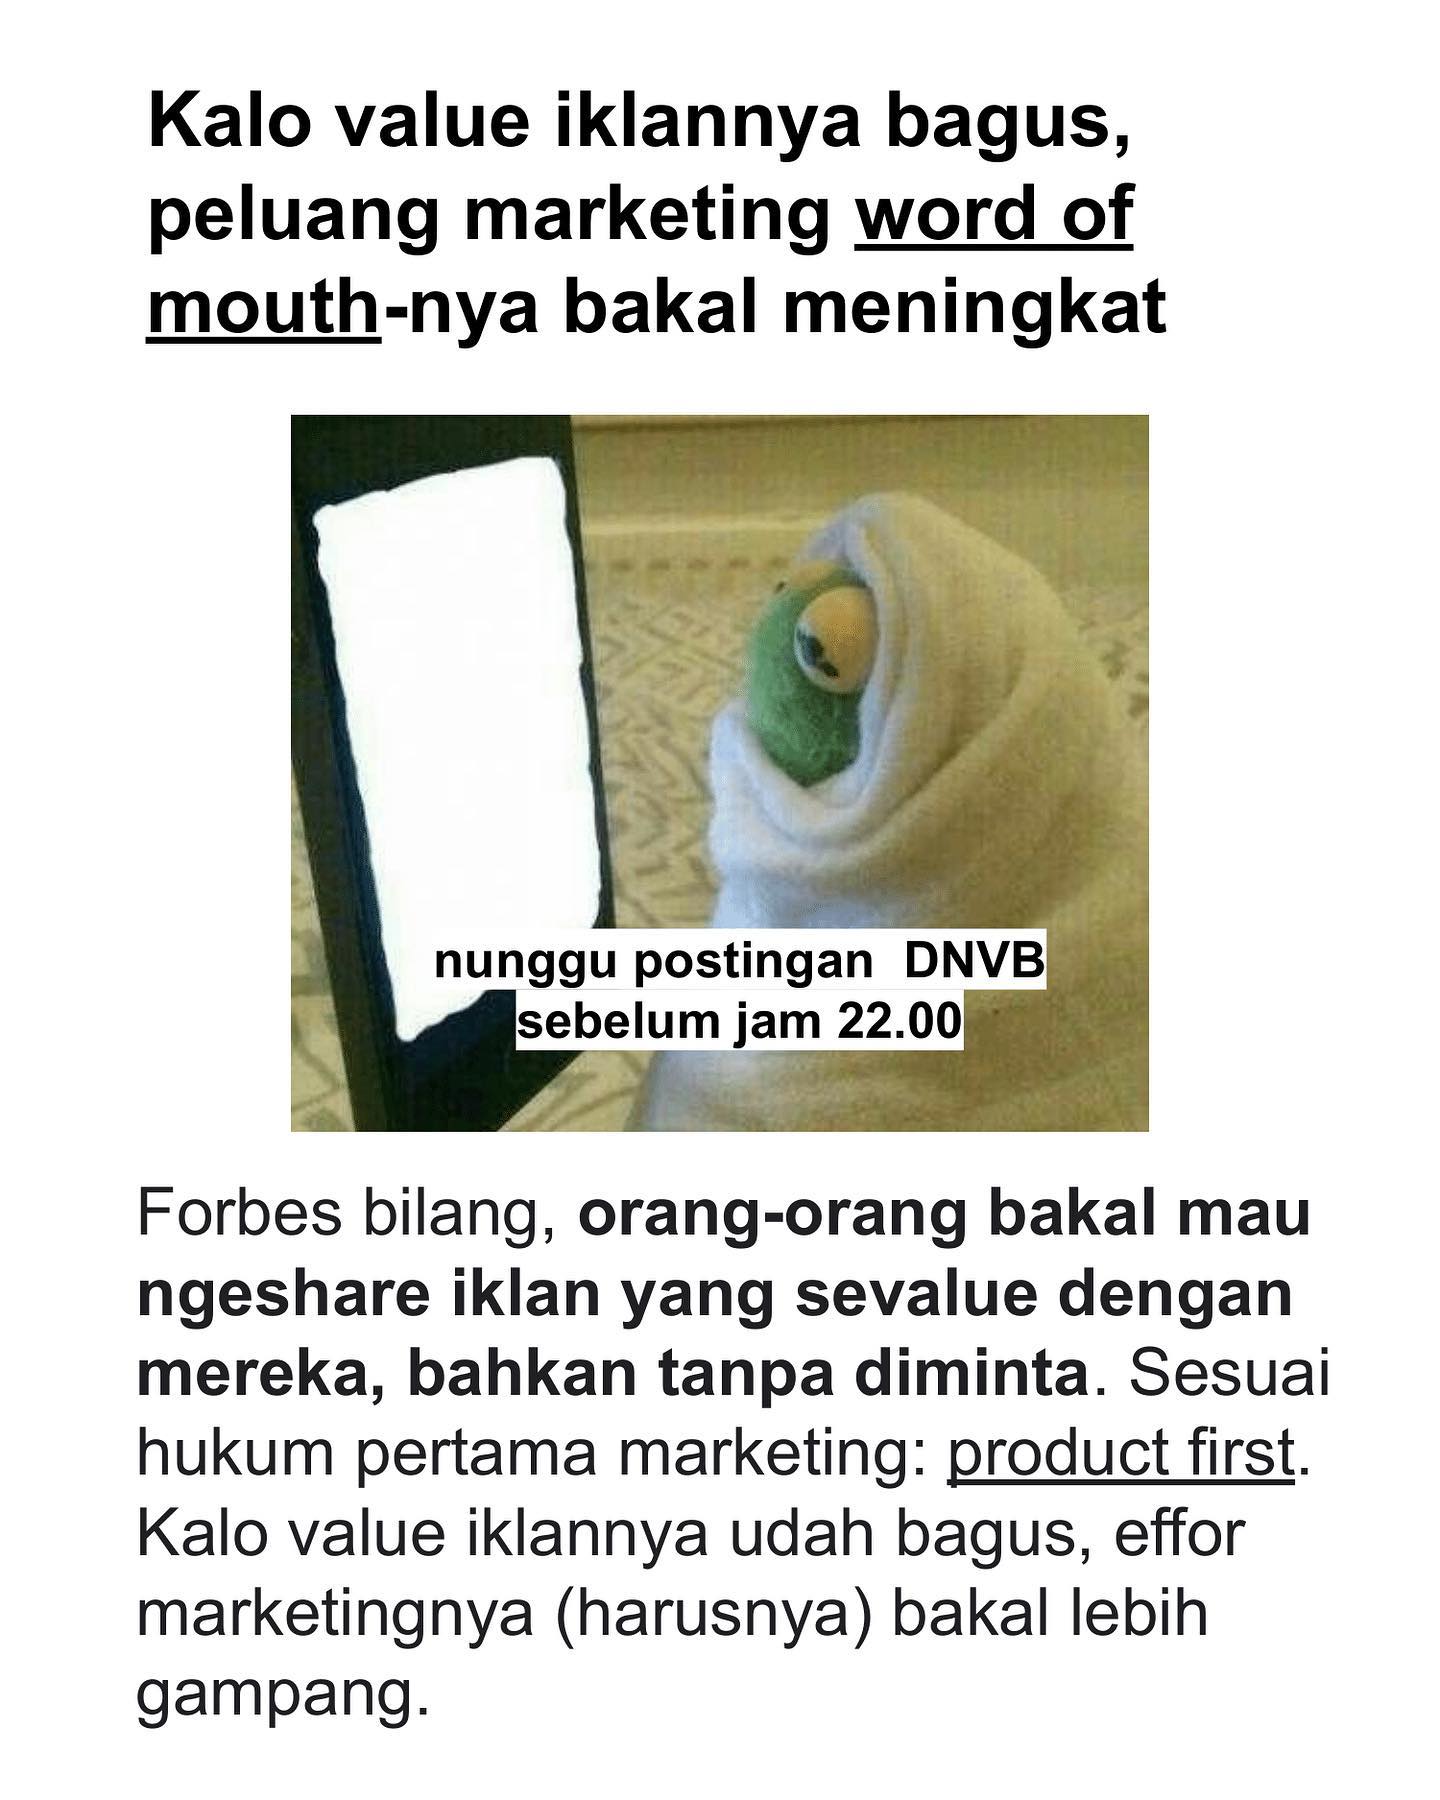 Kalo value iklannya bagus,
peluang marketing word of
mouth-nya bakal meningkat
nunggu postingan  DNVB
sebelum jam 22.00
Forbes bilang, orang-orang bakal mau
ngeshare iklan yang sevalue dengan
mereka, bahkan tanpa diminta. Sesuai
hukum pertama marketing: product first.
Kalo value iklannya udah bagus, effor
marketingnya (harusnya) bakal lebih
gampang.